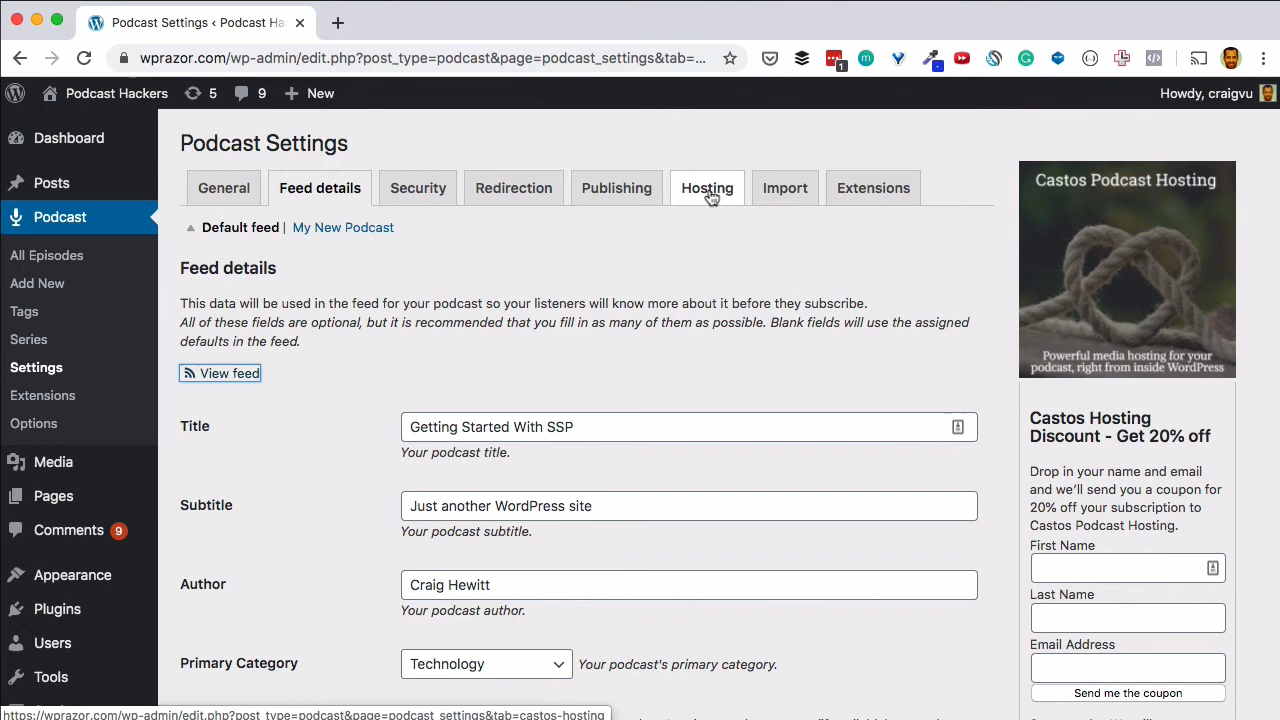 Podcast Settings ‹ Podcast Ha
wprazor.com/wp-admin/edit.php?post_type=podcast&page=podcast_settings&tab=...
1
Podcast Hackers
5
9
New
Howdy, craigvu
Dashboard
Posts
Podcast
All Episodes
Add New
Tags
Series
Settings
Extensions
Options
Media
Pages
Comments 9
Appearance
Plugins
Users
Tools
Podcast Settings
General
Feed details
Security
Redirection
Publishing
Hosting
Import
Extensions
Default feed | My New Podcast
Feed details
This data will be used in the feed for your podcast so your listeners will know more about it before they subscribe.
All of these fields are optional, but it is recommended that you fill in as many of them as possible. Blank fields will use the assigned
defaults in the feed.
View feed
Title
Getting Started With SSP
Your podcast title.
Subtitle
Just another WordPress site
Your podcast subtitle.
Author
Craig Hewitt
Your podcast author.
Primary Category
Technology
Your podcast's primary category.
Castos Podcast Hosting
Powerful media hosting for your
podcast, right from inside WordPress
Castos Hosting
Discount - Get 20% off
Drop in your name and email
and we'll send you a coupon for
20% off your subscription to
Castos Podcast Hosting.
First Name
Last Name
Email Address
Send me the coupon
https://wprazor.com/wp-admin/edit.php?post_type=podcast&page=podcast_settings&tab=castos-hosting